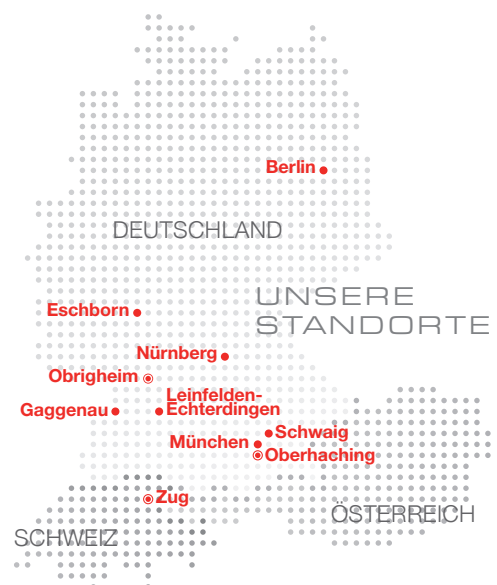 Berlin
DEUTSCHLAND
UNSERE
STANDORTE
Eschborn
Nürnberg
Obrigheim
Leinfelden-
Echterdingen
Gaggenau
Schwaig
München
Oberhaching
Zug
ÖSTERREICH
SCHWEIZ